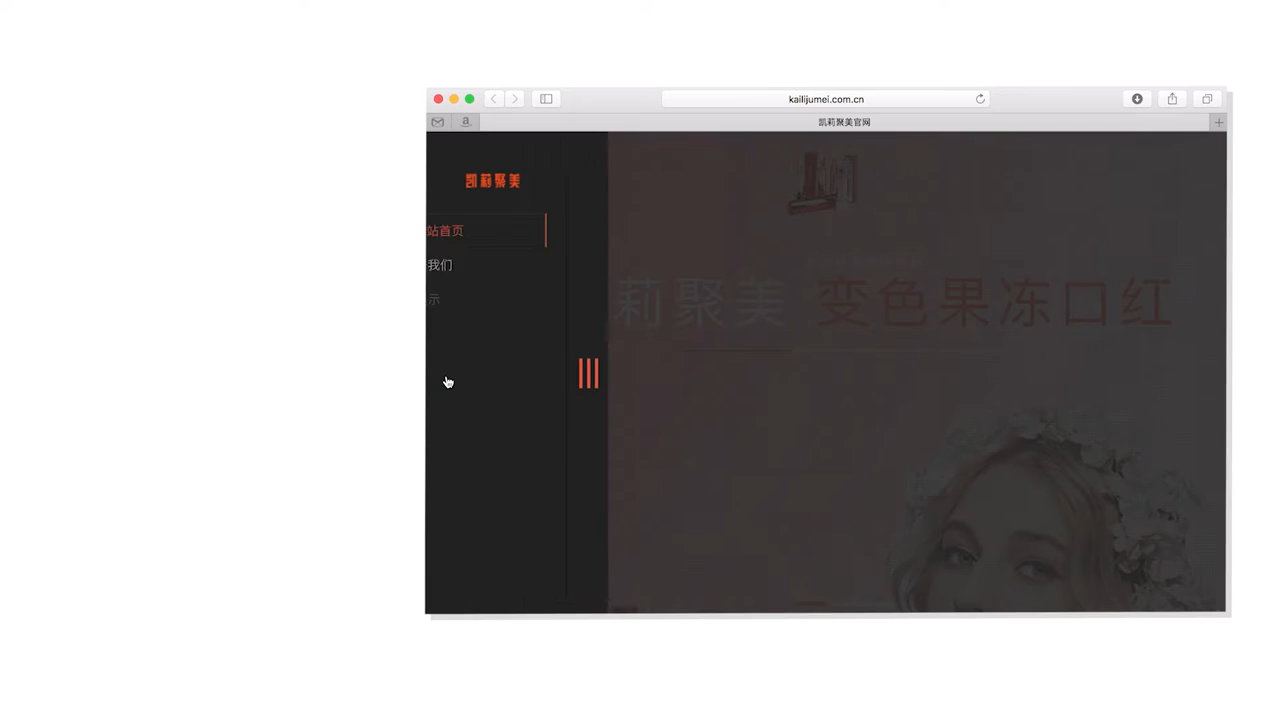 kailijumei.com.cn
凯莉聚美官网
凯莉聚美
站首页
我们
示
莉聚美 变色果冻口红